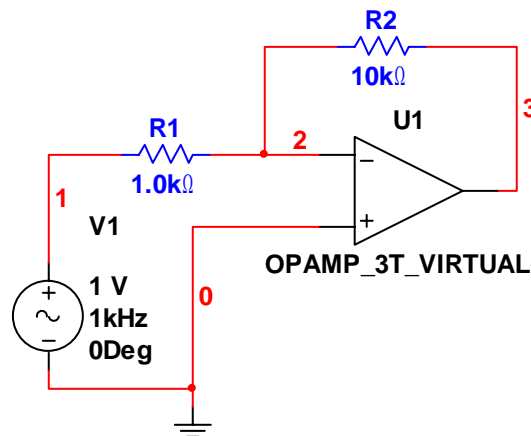 R2
10kΩ
3
U1
R1
2
1.0kΩ
1
V1
OPAMP_3T_VIRTUAL
1 V
1kHz
0Deg
0